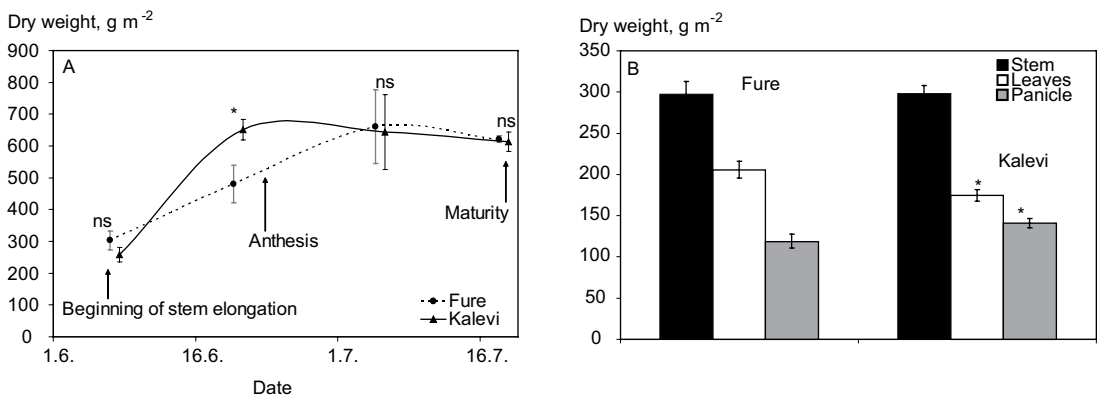 Dry weight, g m-2
900
800
700
600
500
400
300
200
100
0
A
ns
*
ns
ns
Anthesis
Maturity
Beginning of stem elongation
Fure
Kalevi
1.6. 16.6. 1.7. 16.7.
Date
Dry weight, g m-2
350
300
250
200
150
100
50
0
B
Stem
Leaves
Panicle
Fure
Kalevi
*
*